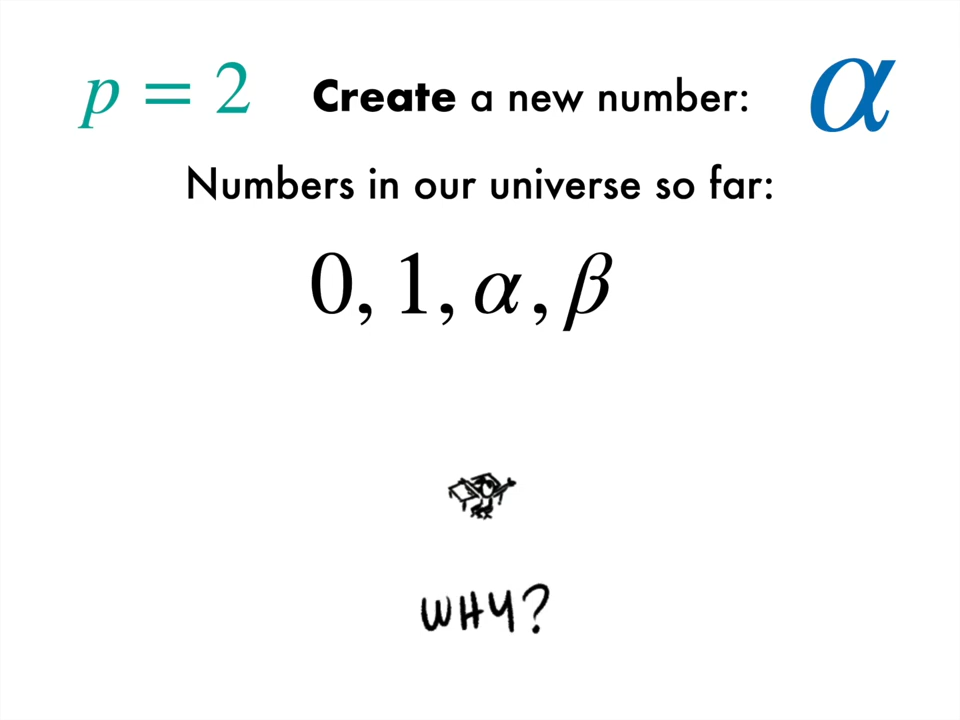 p = 2 Create a new number: α
Numbers in our universe so far:
0, 1, α, β
WHY?